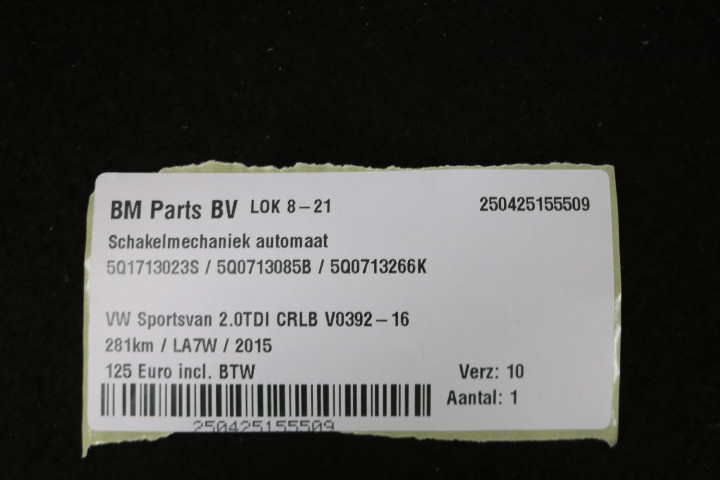 BM Parts BV LOK 8-21 250425155509
Schakelmechaniek automaat
5Q1713023S / 5Q0713085B / 5Q0713266K
VW Sportsvan 2.0TDI CRLB V0392-16
281km / LA7W / 2015
125 Euro incl. BTW Verz: 10
Aantal: 1
250425155509